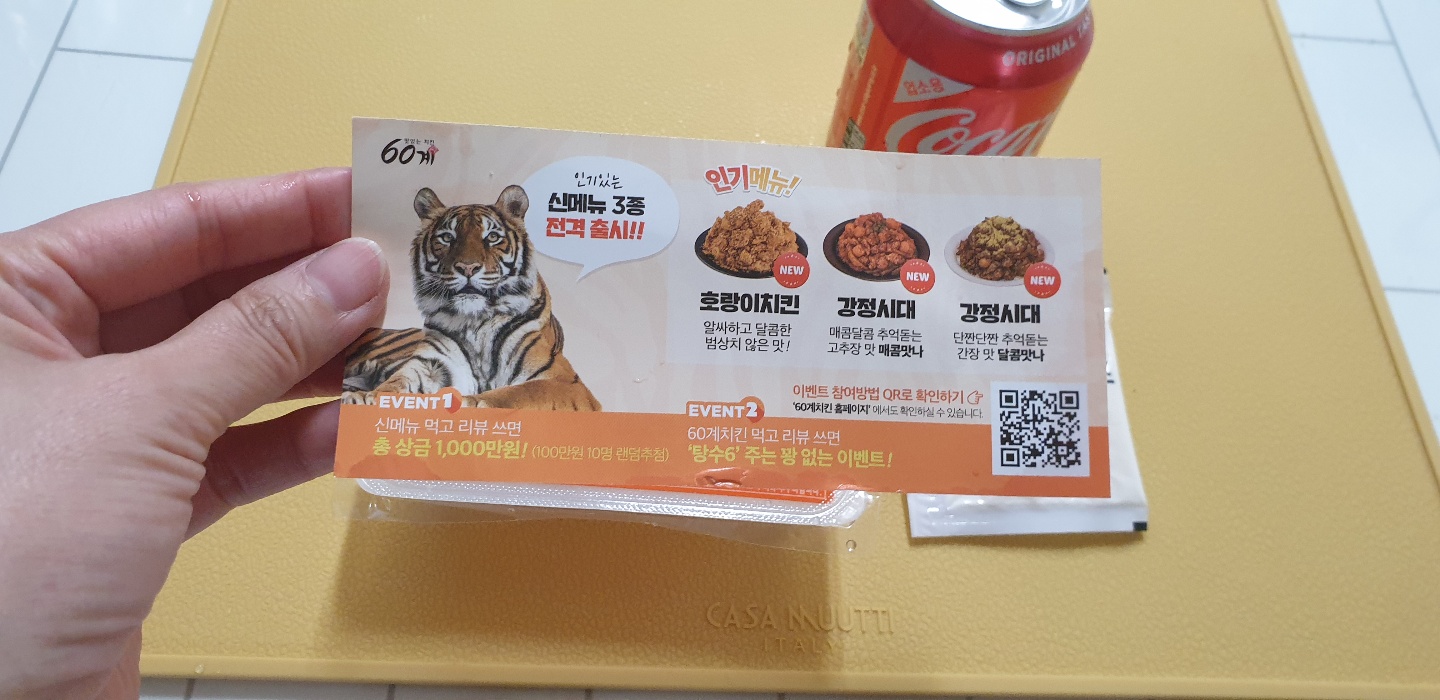 60계
인기있는
신메뉴 3종
전격 출시!!
인기메뉴!
NEW
호랑이치킨
알싸하고 달콤한
범상치 않은 맛!
NEW
강정시대
매콤달콤 추억돋는
고추장 맛 매콤맛나
NEW
강정시대
단짠단짠 추억돋는
간장 맛 달콤맛나
이벤트 참여방법 QR로 확인하기
'60계치킨 홈페이지' 에서도 확인하실 수 있습니다.
EVENT1
신메뉴 먹고 리뷰 쓰면
총 상금 1,000만원! (100만원 10명 랜덤추첨)
EVENT2
60계치킨 먹고 리뷰 쓰면
'탕수6' 주는 꽝 없는 이벤트!
ORIGINAL
업소용
CASA MUUTTI
ITALY